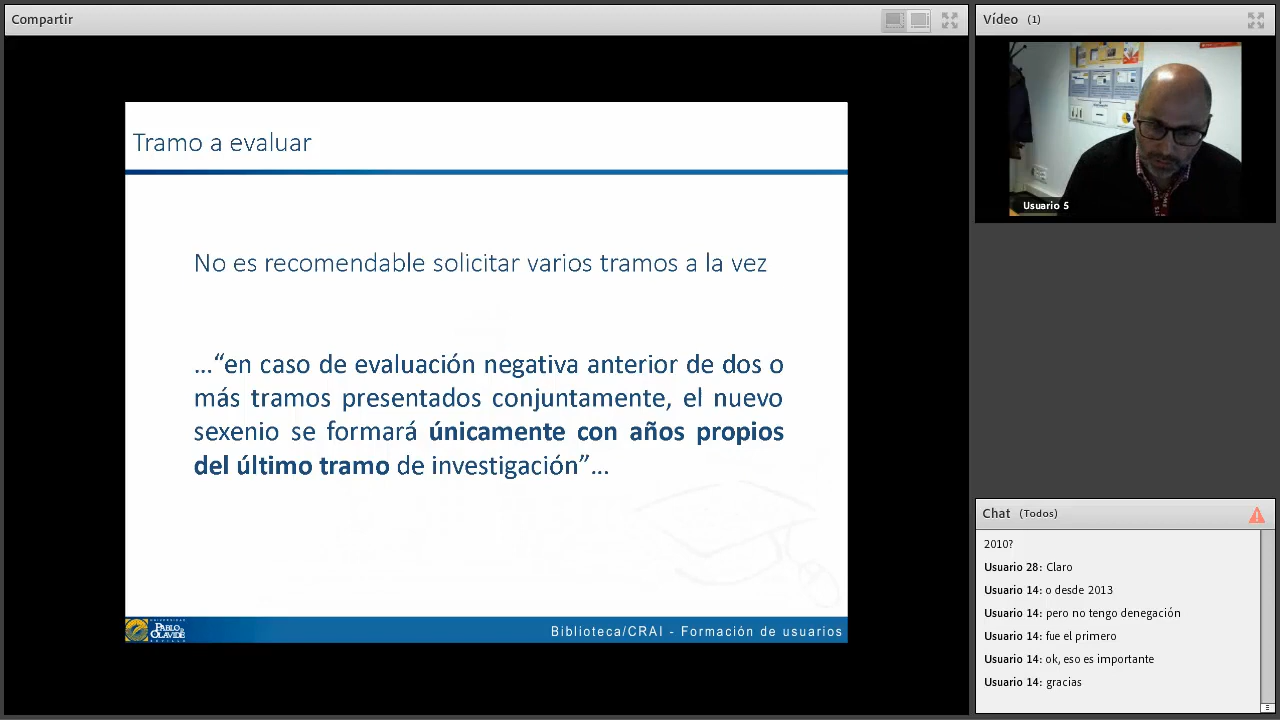 Compartir
Tramo a evaluar
No es recomendable solicitar varios tramos a la vez
...“en caso de evaluación negativa anterior de dos o
más tramos presentados conjuntamente, el nuevo
sexenio se formará únicamente con años propios
del último tramo de investigación”...
PABLO DE
OLAVIDE
Biblioteca/CRAI - Formación de usuarios
Vídeo (1)
Usuario 5
Chat (Todos)
2010?
Usuario 28: Claro
Usuario 14: o desde 2013
Usuario 14: pero no tengo denegación
Usuario 14: fue el primero
Usuario 14: ok, eso es importante
Usuario 14: gracias